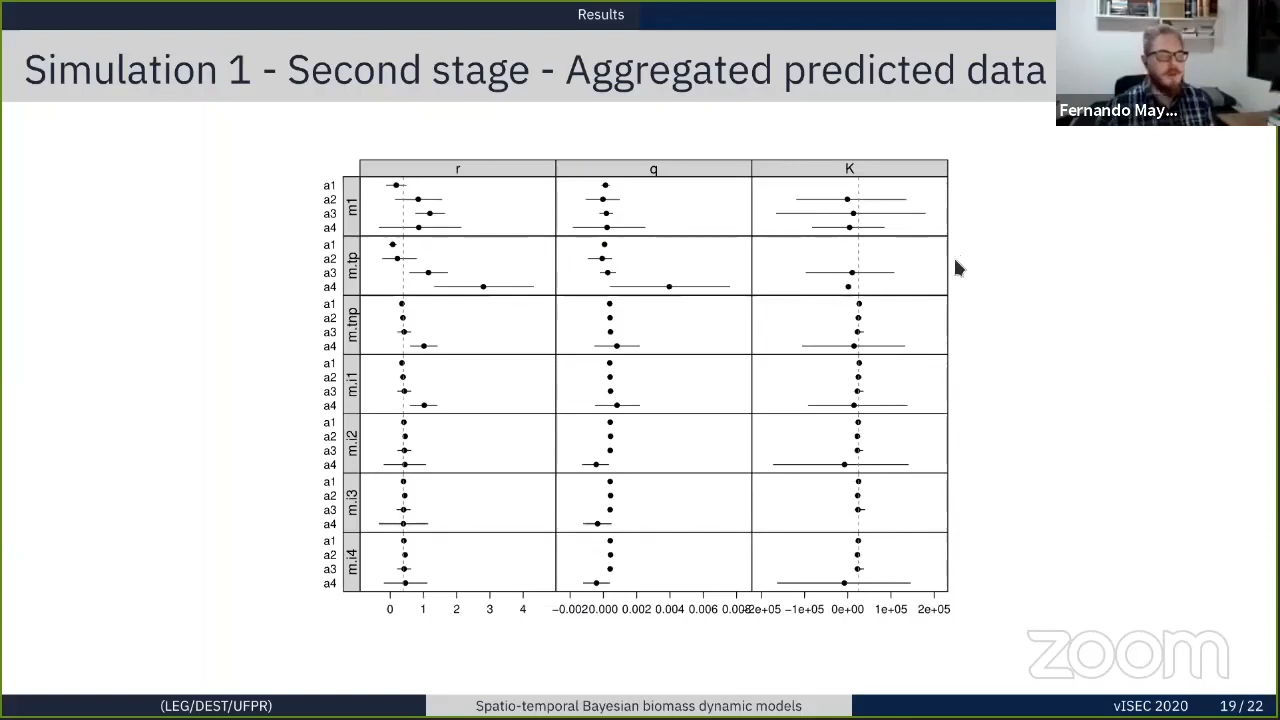 Results
Simulation 1 - Second stage - Aggregated predicted data
Fernando May...
r q K
a1
a2
a3
a4
m1
a1
a2
a3
a4
m.tp
a1
a2
a3
a4
m.tnp
a1
a2
a3
a4
m.i1
a1
a2
a3
a4
m.i2
a1
a2
a3
a4
m.i3
a1
a2
a3
a4
m.i4
0 1 2 3 4 −0.002 0.000 0.002 0.004 0.006 0.008 −2e+05 −1e+05 0e+00 1e+05 2e+05
zoom
(LEG/DEST/UFPR) Spatio-temporal Bayesian biomass dynamic models vISEC 2020 19 / 22